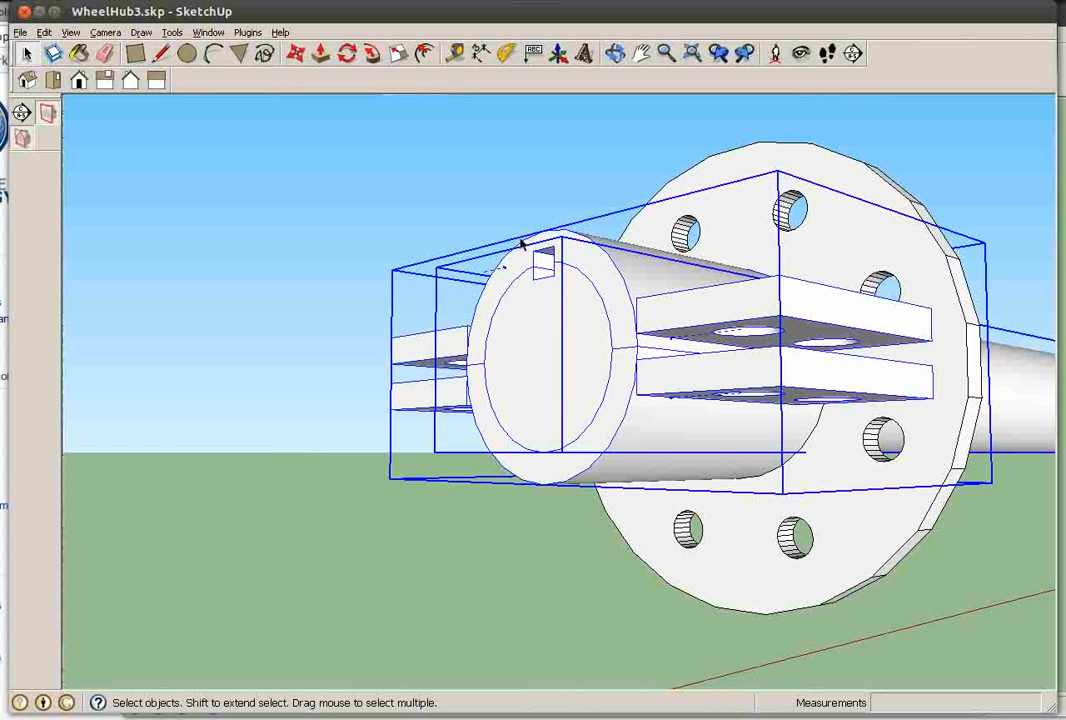 WheelHub3.skp - SketchUp
File Edit View Camera Draw Tools Window Plugins Help
ABC
Select objects. Shift to extend select. Drag mouse to select multiple.
Measurements